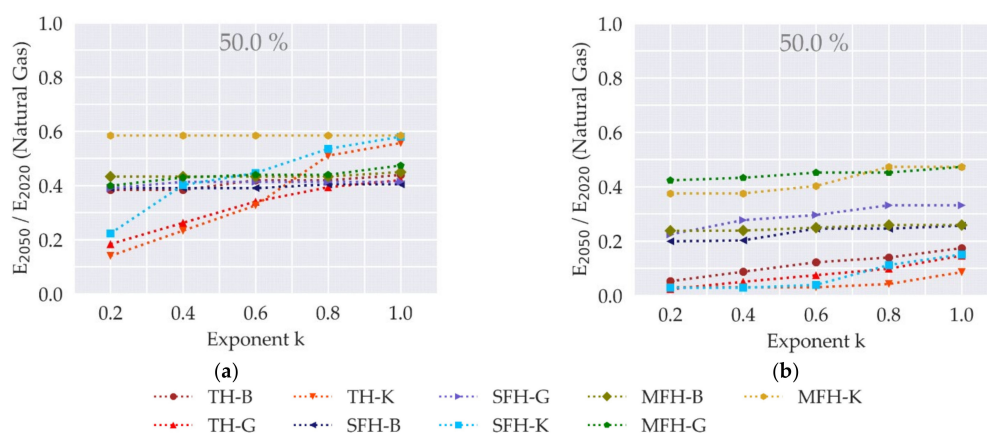 50.0 %
E2050 / E2020 (Natural Gas)
1.0
0.8
0.6
0.4
0.2
0.0
0.2 0.4 0.6 0.8 1.0
Exponent k
(a)
50.0 %
E2050 / E2020 (Natural Gas)
1.0
0.8
0.6
0.4
0.2
0.0
0.2 0.4 0.6 0.8 1.0
Exponent k
(b)
TH-B TH-K SFH-G MFH-B MFH-K
TH-G SFH-B SFH-K MFH-G